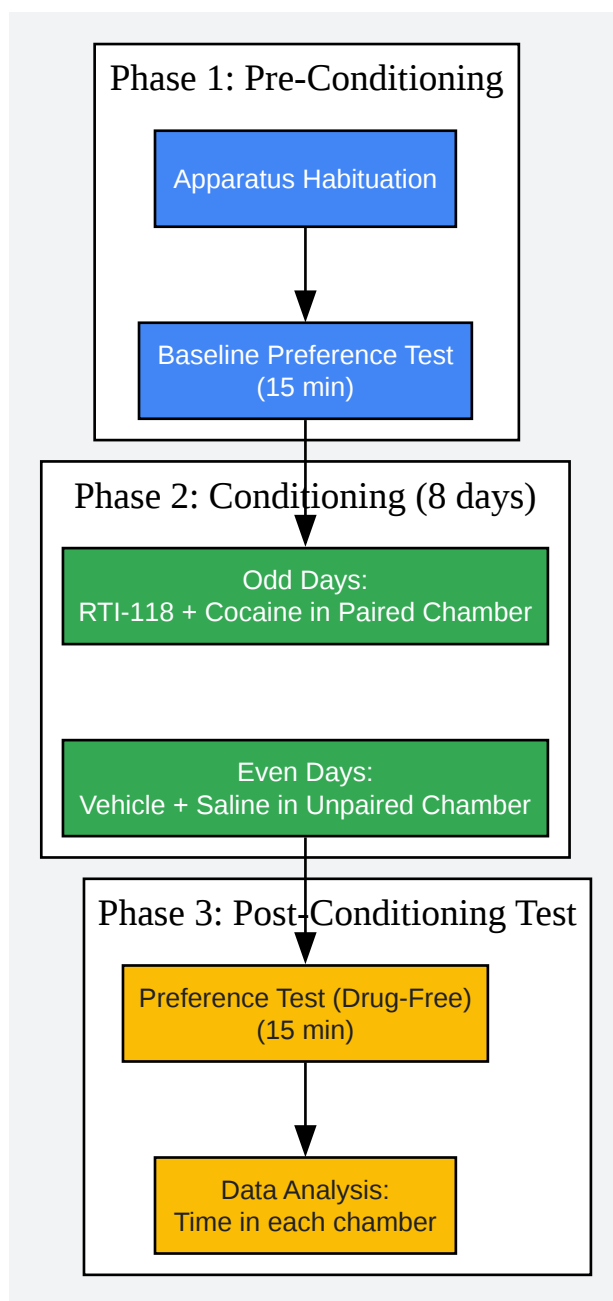 Phase 1: Pre-Conditioning
Apparatus Habituation
Baseline Preference Test
(15 min)
Phase 2: Conditioning (8 days)
Odd Days:
RTI-118 + Cocaine in Paired Chamber
Even Days:
Vehicle + Saline in Unpaired Chamber
Phase 3: Post-Conditioning Test
Preference Test (Drug-Free)
(15 min)
Data Analysis:
Time in each chamber